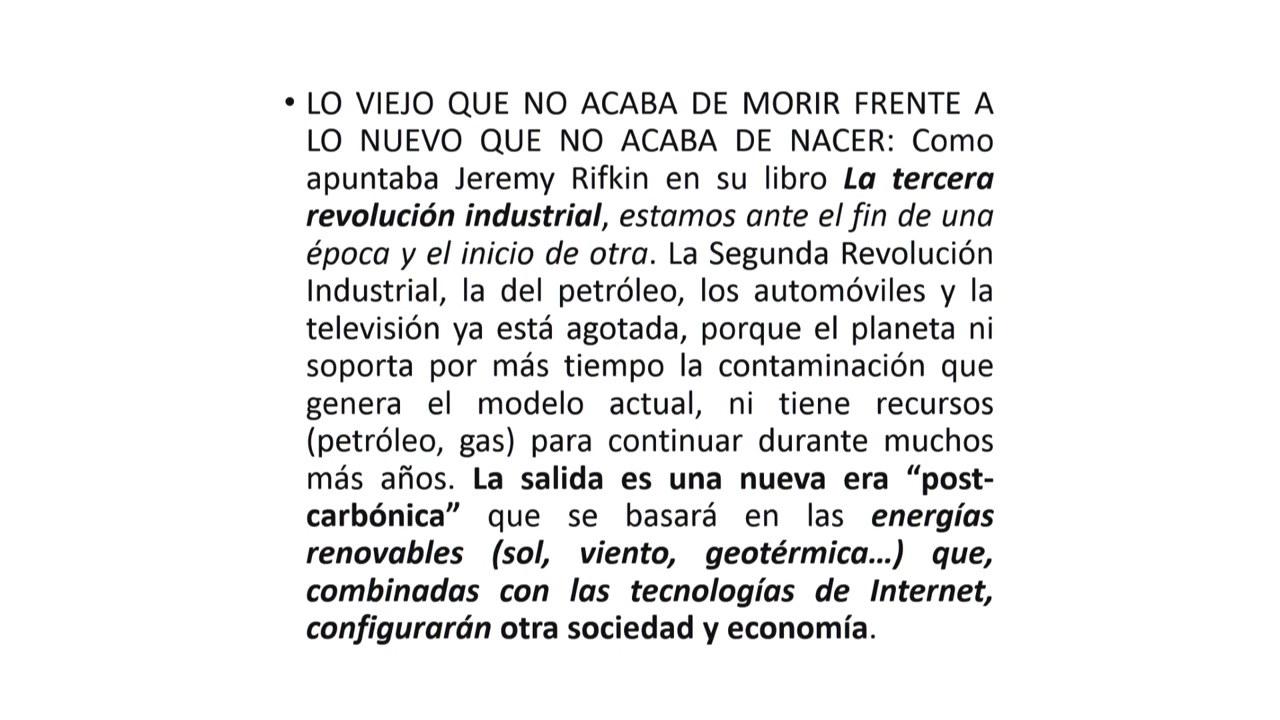 • LO VIEJO QUE NO ACABA DE MORIR FRENTE A
LO NUEVO QUE NO ACABA DE NACER: Como
apuntaba Jeremy Rifkin en su libro La tercera
revolución industrial, estamos ante el fin de una
época y el inicio de otra. La Segunda Revolución
Industrial, la del petróleo, los automóviles y la
televisión ya está agotada, porque el planeta ni
soporta por más tiempo la contaminación que
genera el modelo actual, ni tiene recursos
(petróleo, gas) para continuar durante muchos
más años. La salida es una nueva era “post-
carbónica” que se basará en las energías
renovables (sol, viento, geotérmica…) que,
combinadas con las tecnologías de Internet,
configurarán otra sociedad y economía.